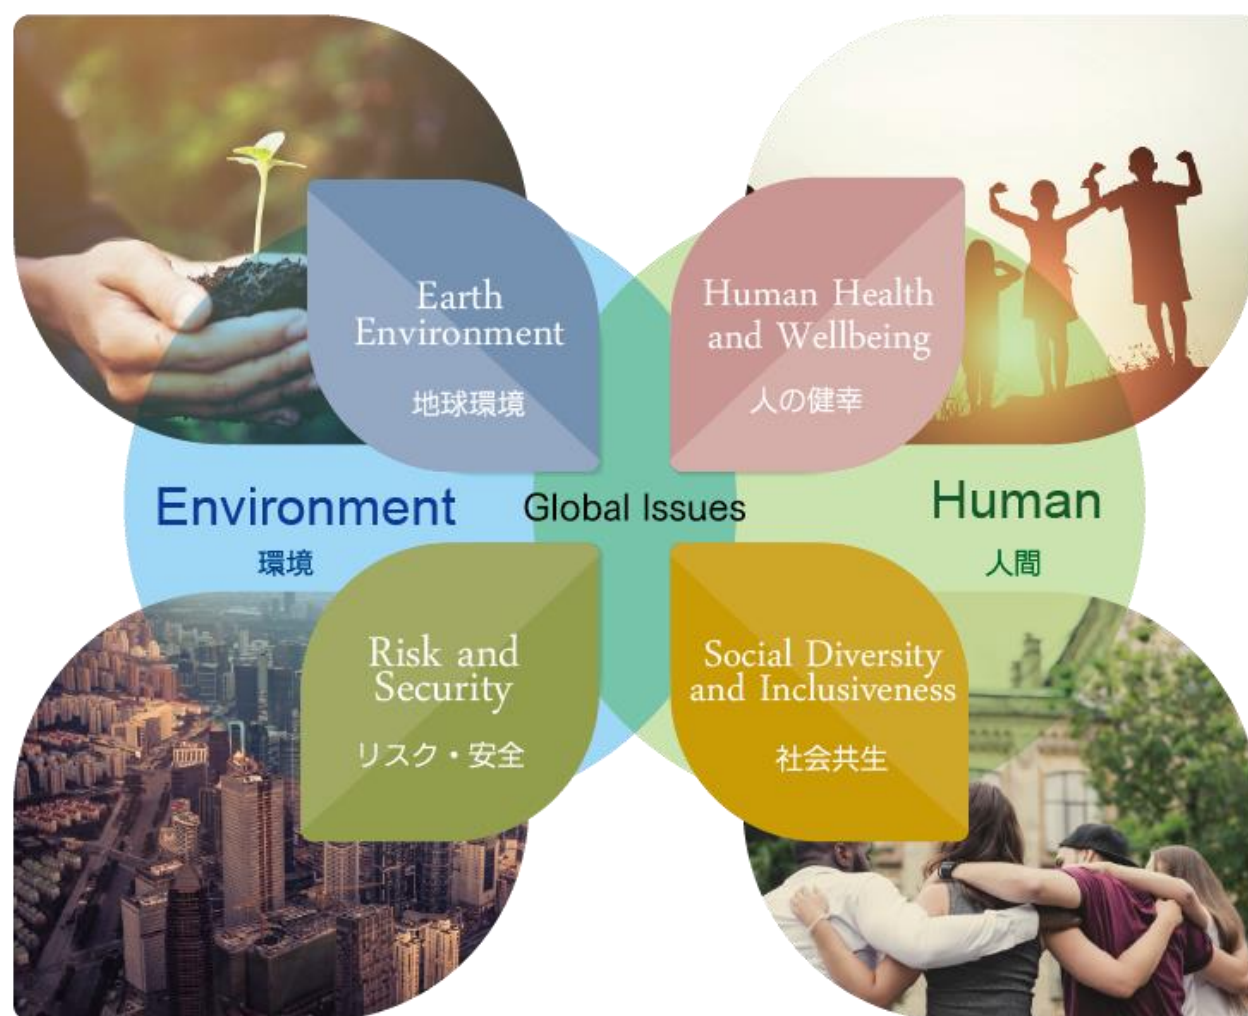 Earth
Environment
地球環境
Human Health
and Wellbeing
人の健幸
Environment
環境
Global Issues
Human
人間
Risk and
Security
リスク・安全
Social Diversity
and Inclusiveness
社会共生